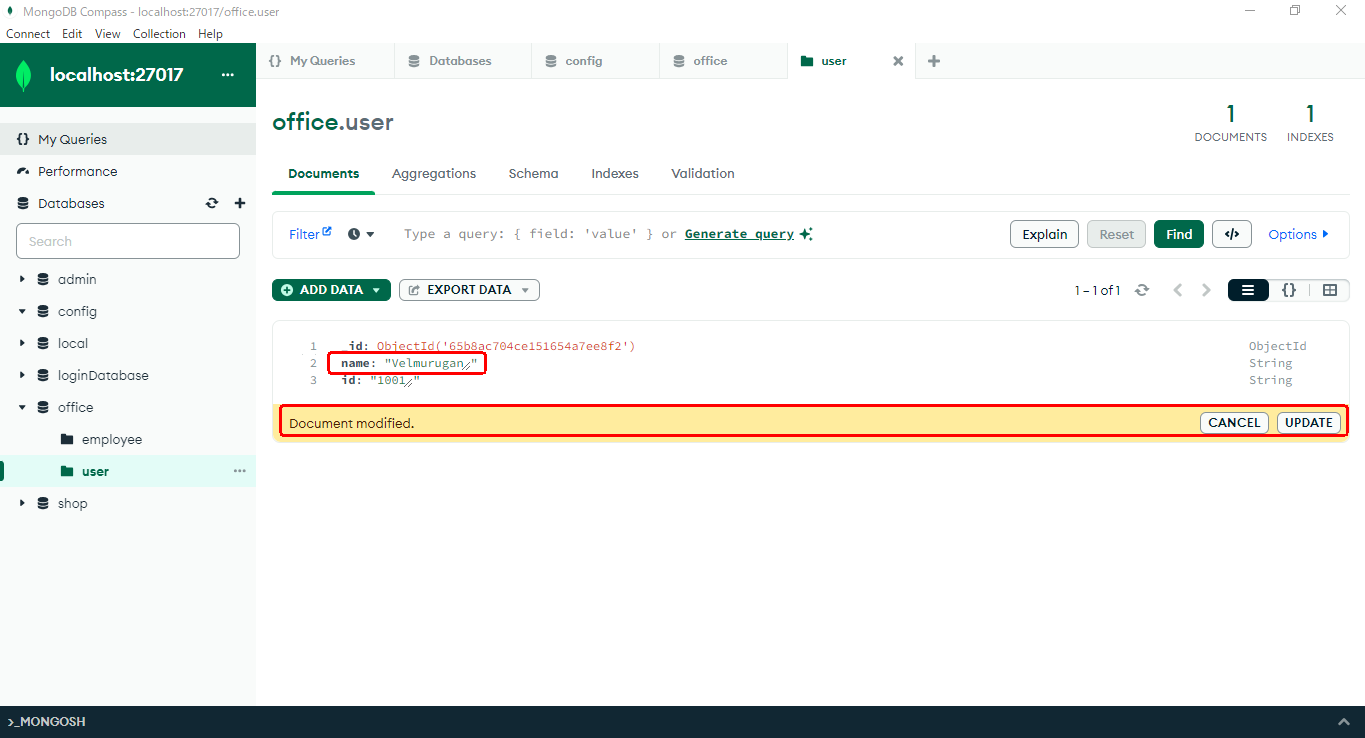 MongoDB Compass - localhost:27017/office.user
Connect Edit View Collection Help
localhost:27017 ...
{} My Queries
Performance
Databases
Search
admin
config
local
loginDatabase
office
employee
user ...
shop
{} My Queries Databases config office user
office.user
1 DOCUMENTS
1 INDEXES
Documents Aggregations Schema Indexes Validation
Filter Type a query: { field: 'value' } or Generate query Explain Reset Find </> Options
ADD DATA EXPORT DATA 1 – 1 of 1 {}
1 _id: ObjectId('65b8ac704ce151654a7ee8f2') ObjectId
2 name: "Velmurugan" String
3 id: "1001" String
Document modified. CANCEL UPDATE
>_MONGOSH